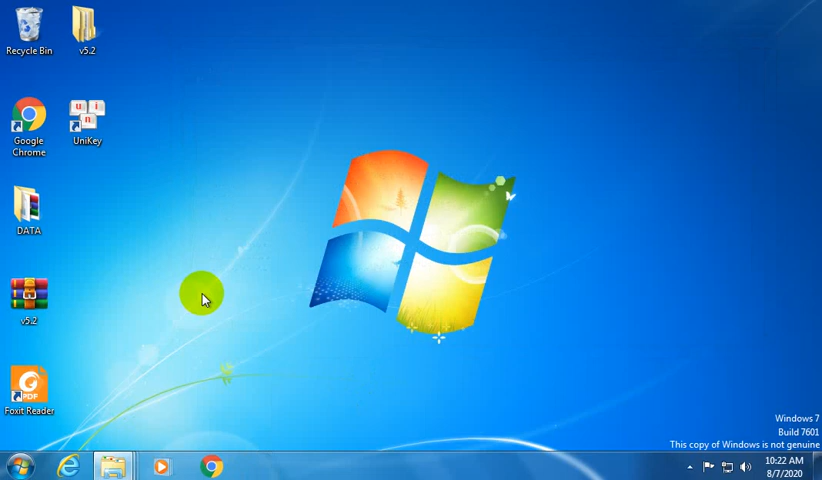 Recycle Bin
v5.2
Google
Chrome
u
i
n
UniKey
DATA
v5.2
PDF
Foxit Reader
Windows 7
Build 7601
This copy of Windows is not genuine
10:22 AM
8/7/2020